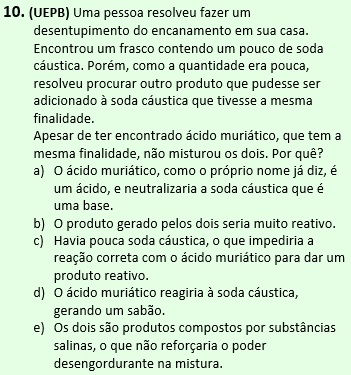 10. (UEPB) Uma pessoa resolveu fazer um
desentupimento do encanamento em sua casa.
Encontrou um frasco contendo um pouco de soda
cáustica. Porém, como a quantidade era pouca,
resolveu procurar outro produto que pudesse ser
adicionado à soda cáustica que tivesse a mesma
finalidade.
Apesar de ter encontrado ácido muriático, que tem a
mesma finalidade, não misturou os dois. Por quê?
a) O ácido muriático, como o próprio nome já diz, é
um ácido, e neutralizaria a soda cáustica que é
uma base.
b) O produto gerado pelos dois seria muito reativo.
c) Havia pouca soda cáustica, o que impediria a
reação correta com o ácido muriático para dar um
produto reativo.
d) O ácido muriático reagiria à soda cáustica,
gerando um sabão.
e) Os dois são produtos compostos por substâncias
salinas, o que não reforçaria o poder
desengordurante na mistura.